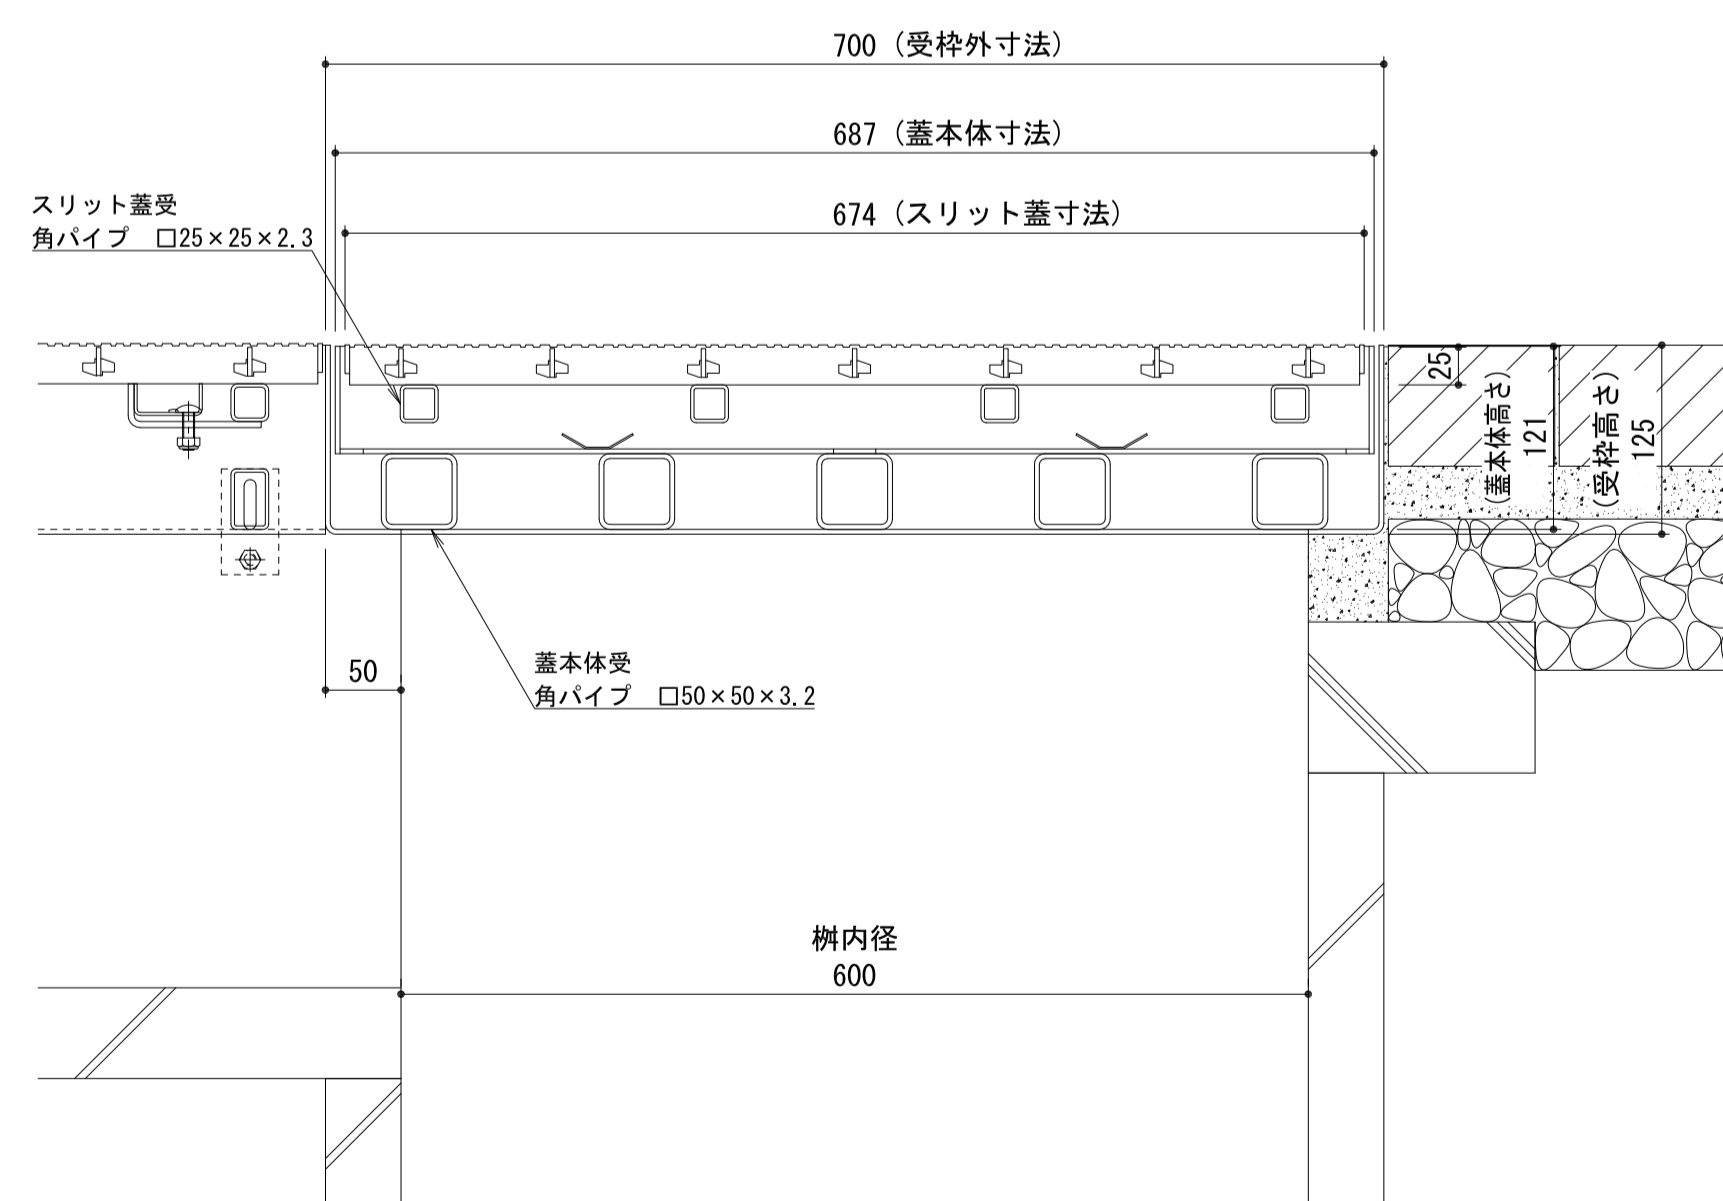 700（受枠外寸法）
687（蓋本体寸法）
674（スリット蓋寸法）
スリット蓋受
角パイプ　□25×25×2.3
25
(蓋本体高さ)
121
(受枠高さ)
125
50
蓋本体受
角パイプ　□50×50×3.2
桝内径
600